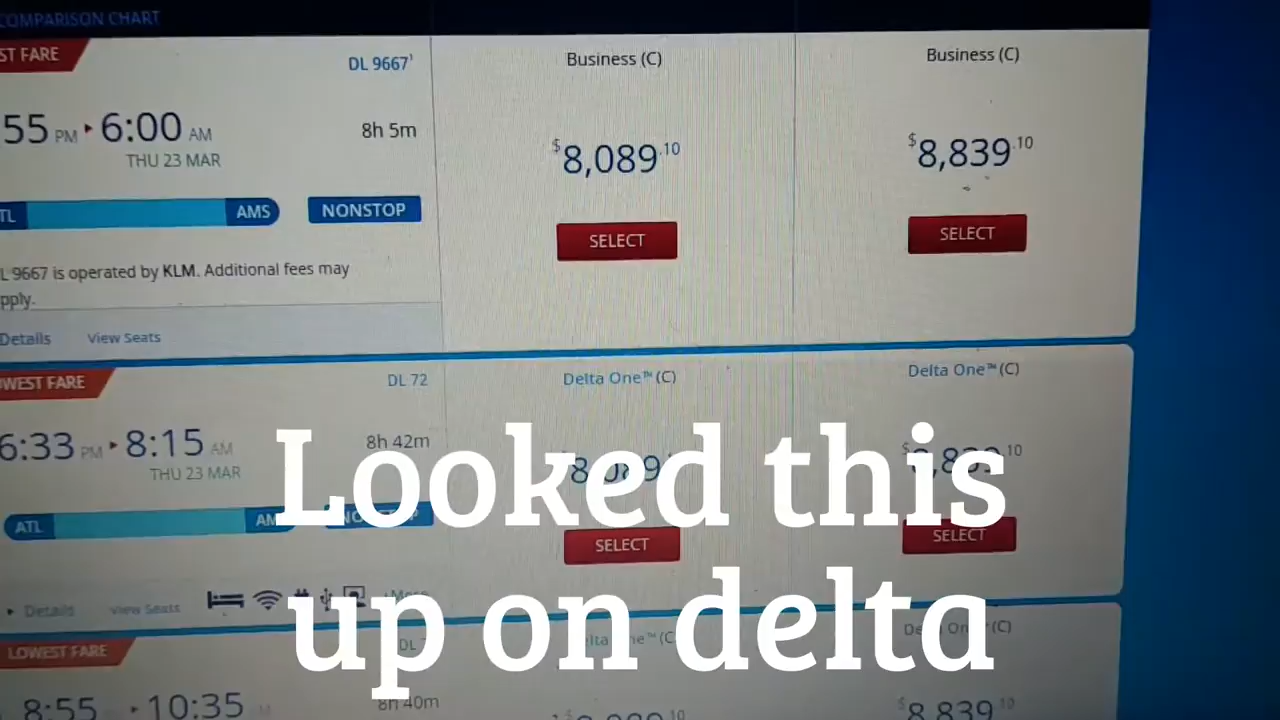 COMPARISON CHART
ST FARE
DL 9667
Business (C)
Business (C)
55 PM 6:00 AM
8h 5m
$8,089.10
$8,839.10
THU 23 MAR
TL AMS NONSTOP
SELECT
SELECT
L 9667 is operated by KLM. Additional fees may
pply.
Details View Seats
WEST FARE
DL 72
Delta One™ (C)
Delta One™ (C)
6:33 PM 8:15 AM
8h 42m
THU 23 MAR
ATL
SELECT
SELECT
Details View Seats
Looked this
up on delta
LOWEST FARE
8:55 10:35
8h 40m
$8,839.10